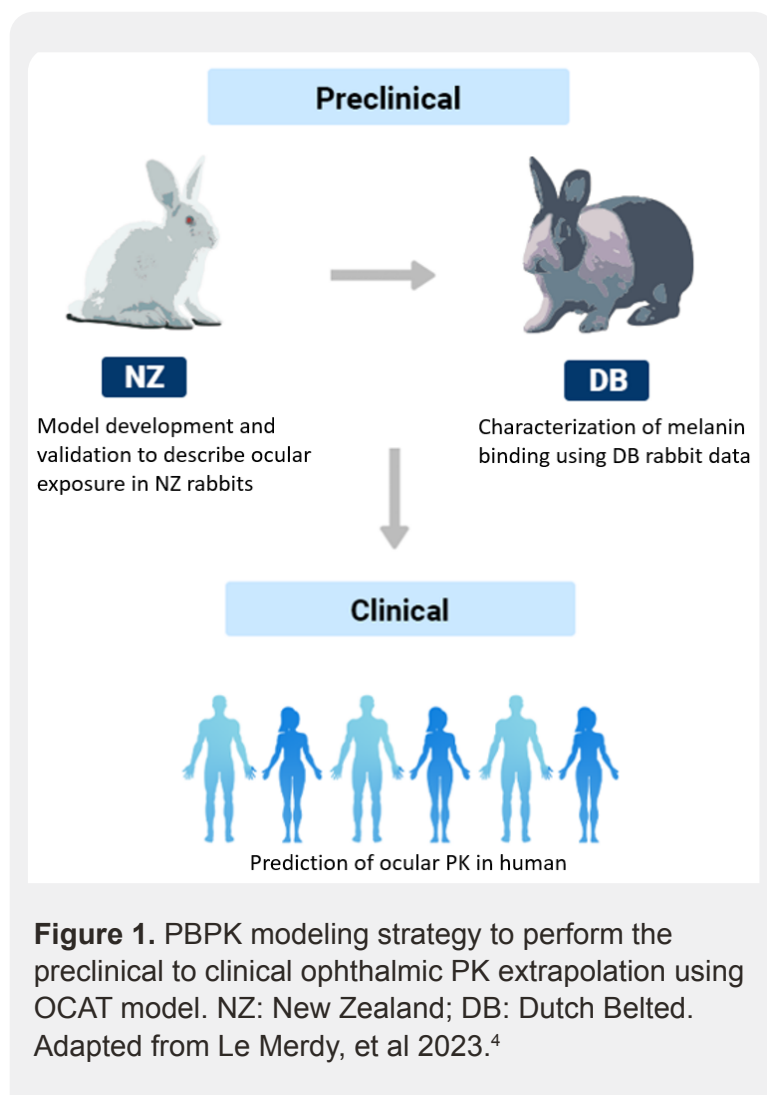 Preclinical
NZ
DB
Model development and
validation to describe ocular
exposure in NZ rabbits
Characterization of melanin
binding using DB rabbit data
Clinical
Prediction of ocular PK in human
Figure 1. PBPK modeling strategy to perform the
preclinical to clinical ophthalmic PK extrapolation using
OCAT model. NZ: New Zealand; DB: Dutch Belted.
Adapted from Le Merdy, et al 2023.⁴